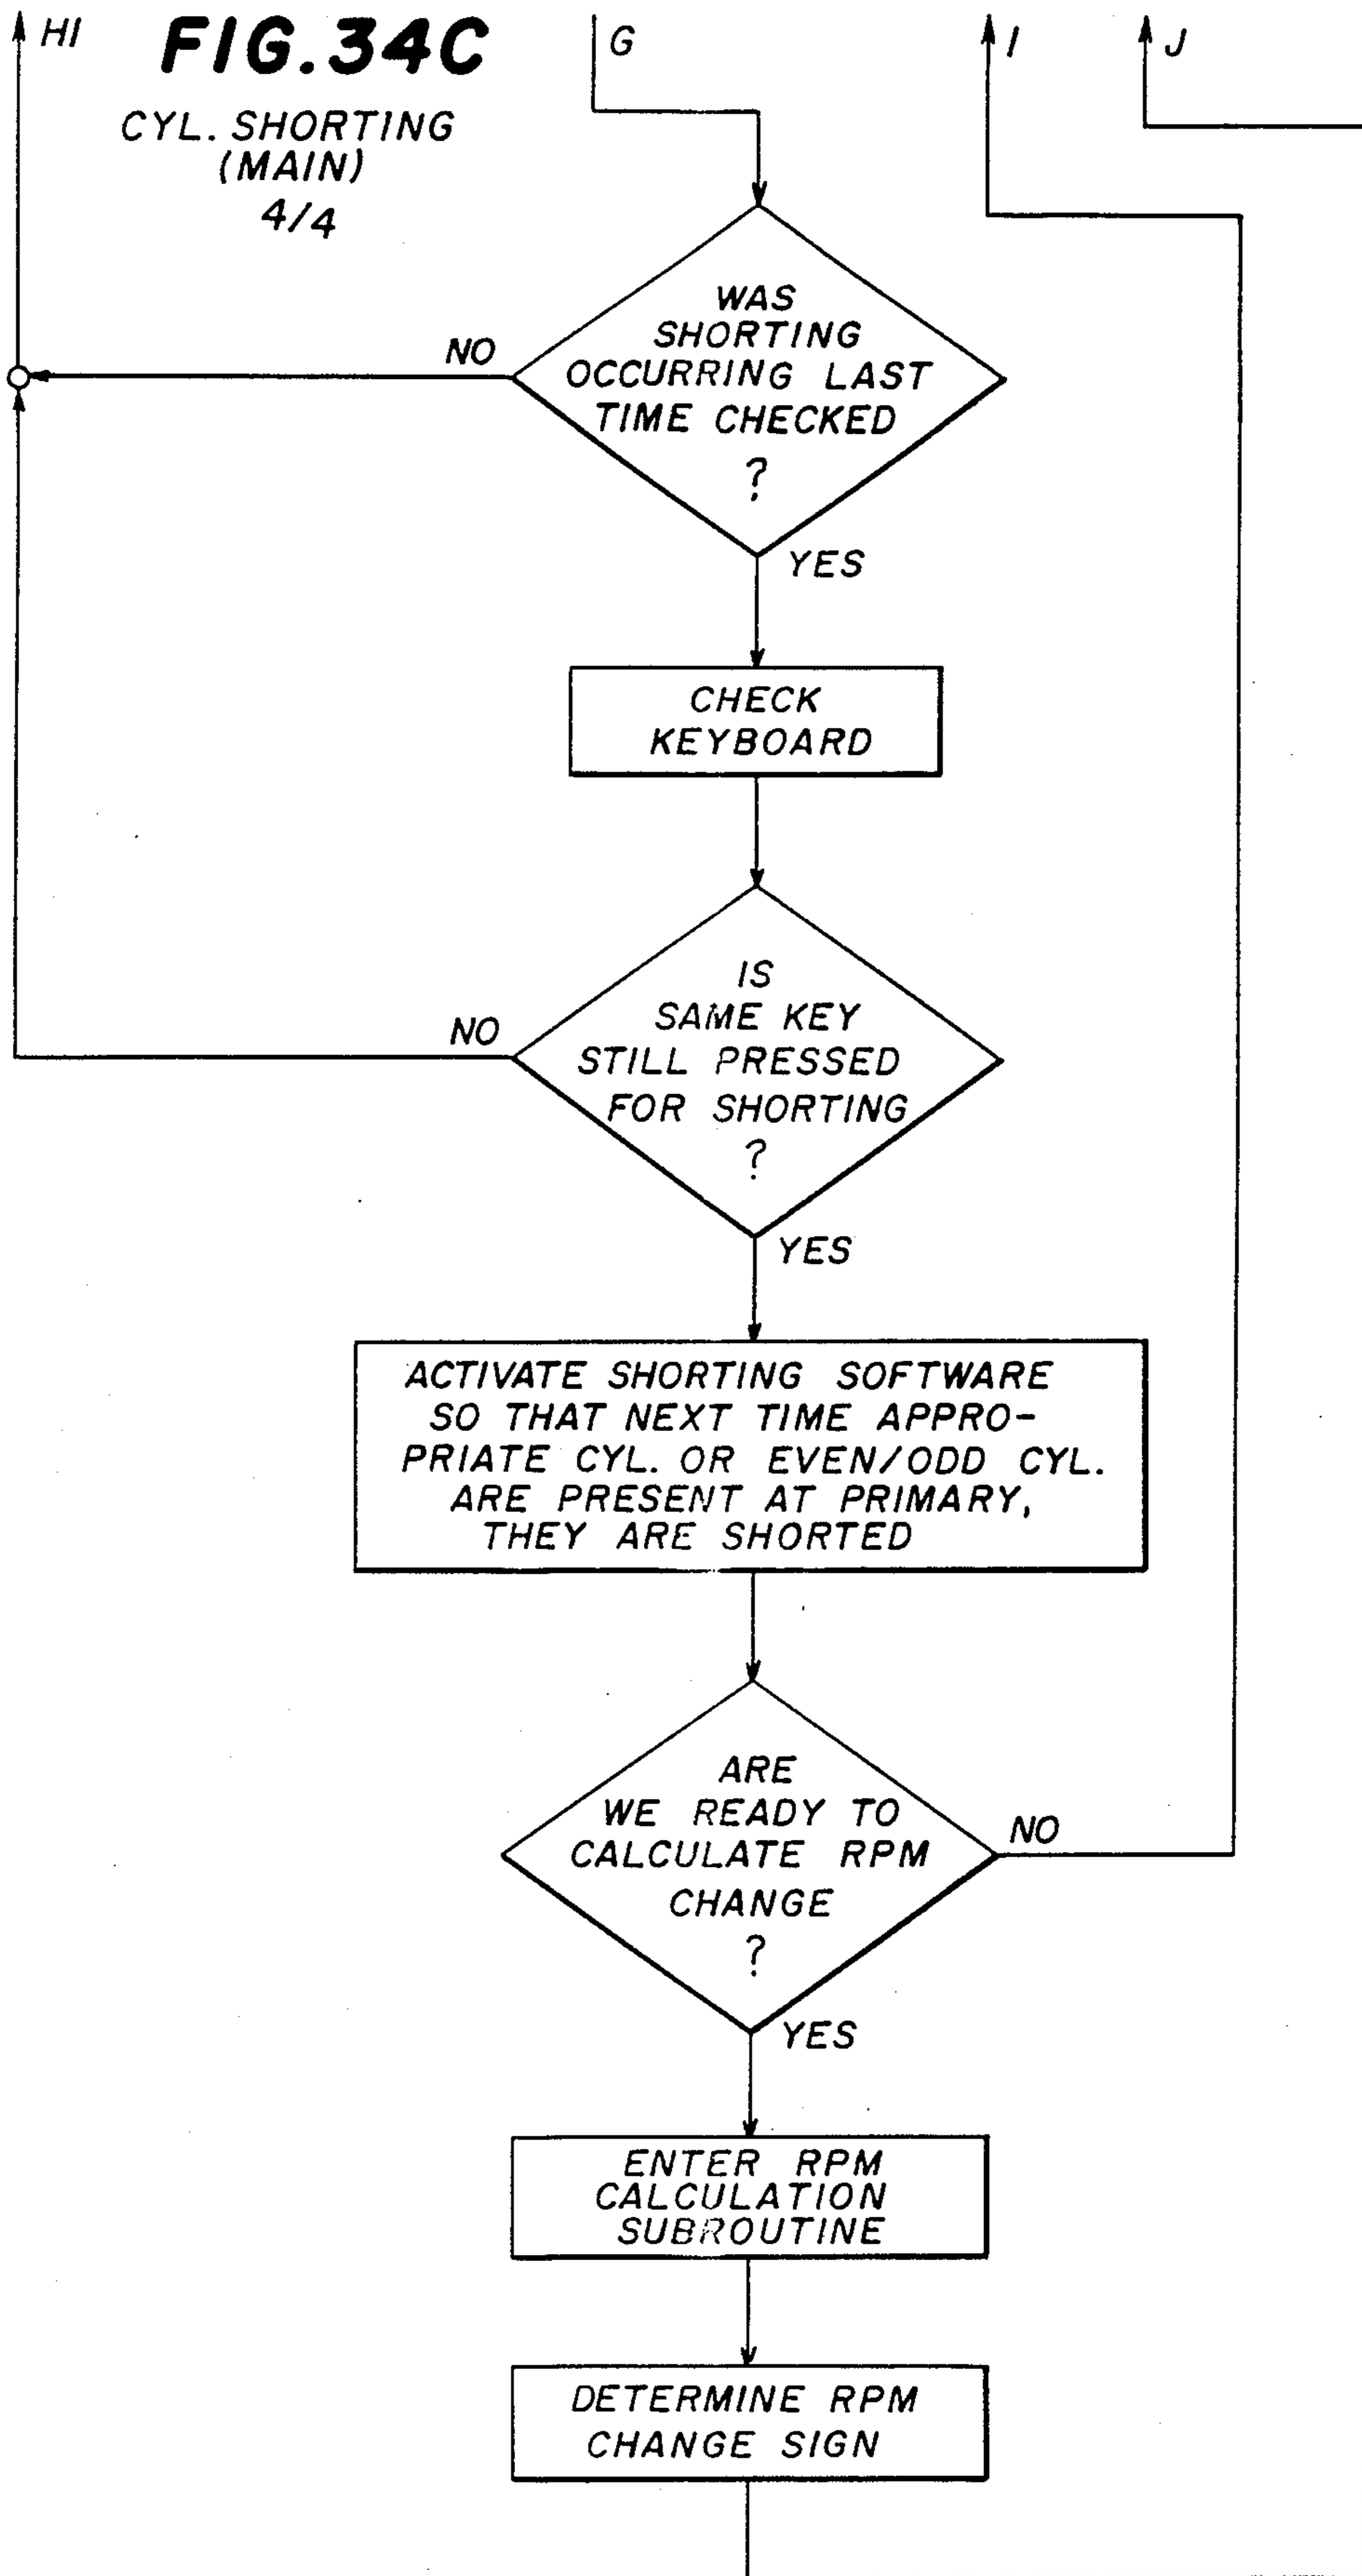 HI
FIG.34C
G
I
J
CYL. SHORTING
(MAIN)
4/4
WAS
SHORTING
OCCURRING LAST
TIME CHECKED
?
NO
YES
CHECK
KEYBOARD
IS
SAME KEY
STILL PRESSED
FOR SHORTING
?
NO
YES
ACTIVATE SHORTING SOFTWARE
SO THAT NEXT TIME APPRO-
PRIATE CYL. OR EVEN/ODD CYL.
ARE PRESENT AT PRIMARY,
THEY ARE SHORTED
ARE
WE READY TO
CALCULATE RPM
CHANGE
?
NO
YES
ENTER RPM
CALCULATION
SUBROUTINE
DETERMINE RPM
CHANGE SIGN